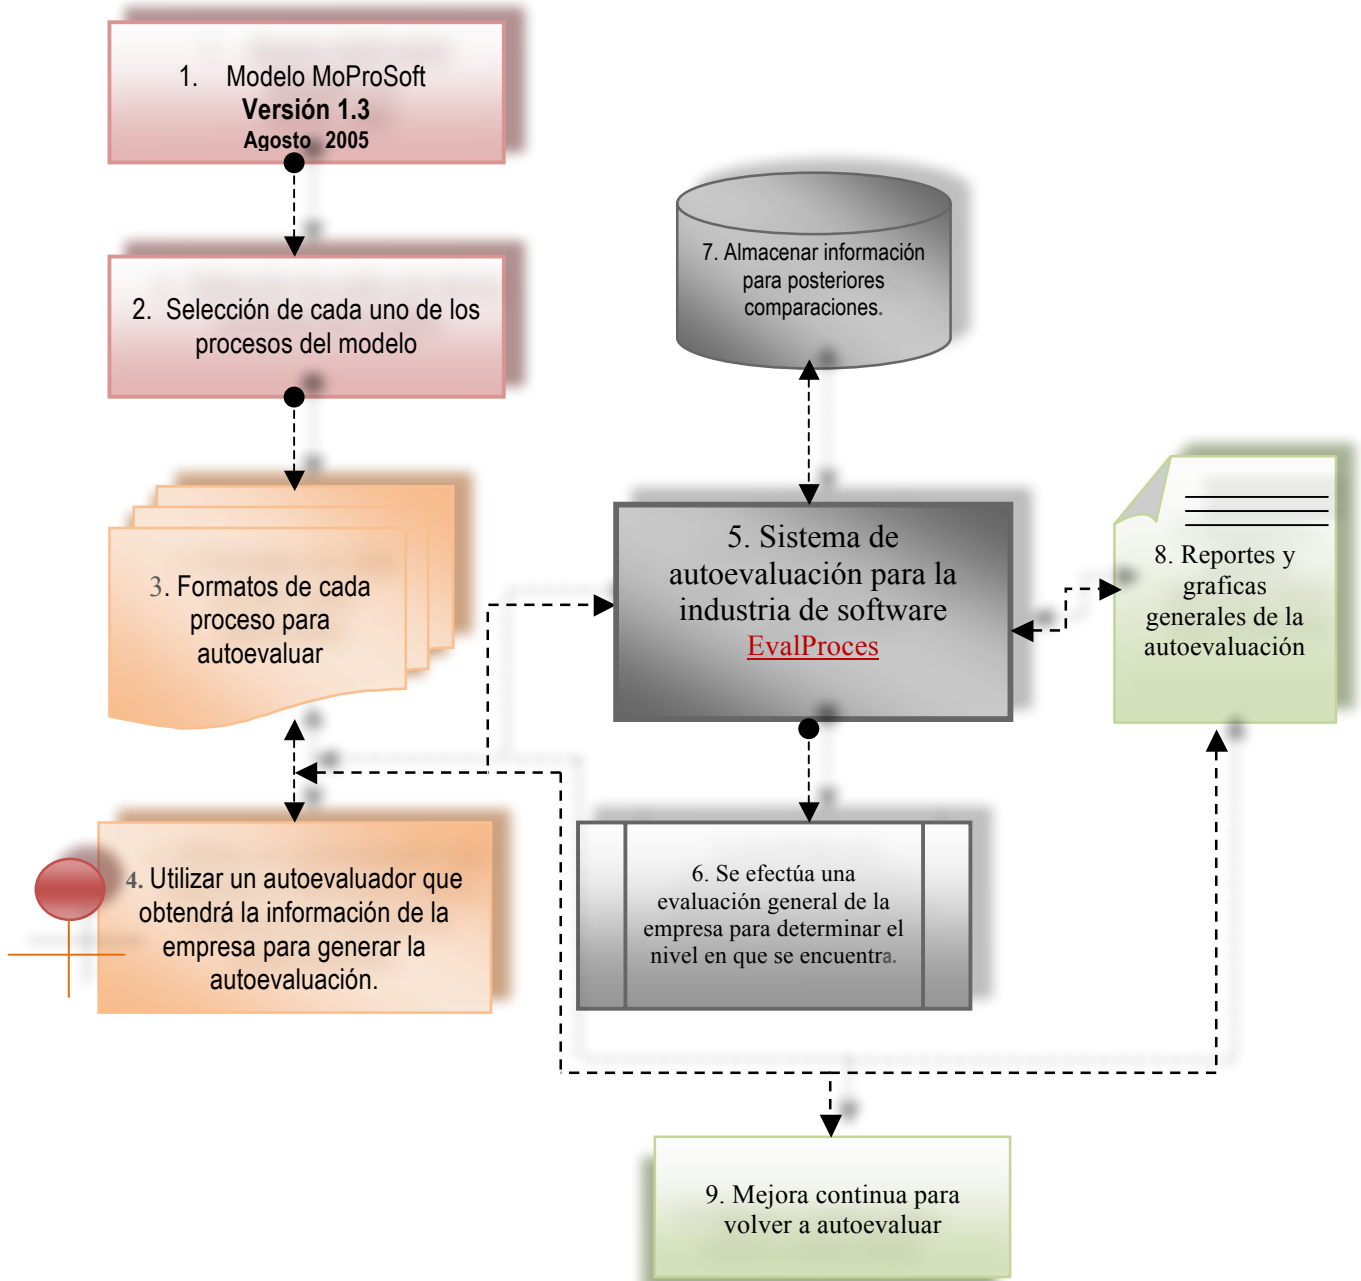 1. Modelo MoProSoft
Versión 1.3
Agosto 2005
2. Selección de cada uno de los
procesos del modelo
3. Formatos de cada
proceso para
autoevaluar
4. Utilizar un autoevaluador que
obtendrá la información de la
empresa para generar la
autoevaluación.
5. Sistema de
autoevaluación para la
industria de software
EvalProces
6. Se efectúa una
evaluación general de la
empresa para determinar el
nivel en que se encuentra.
7. Almacenar información
para posteriores
comparaciones.
8. Reportes y
graficas
generales de la
autoevaluación
9. Mejora continua para
volver a autoevaluar